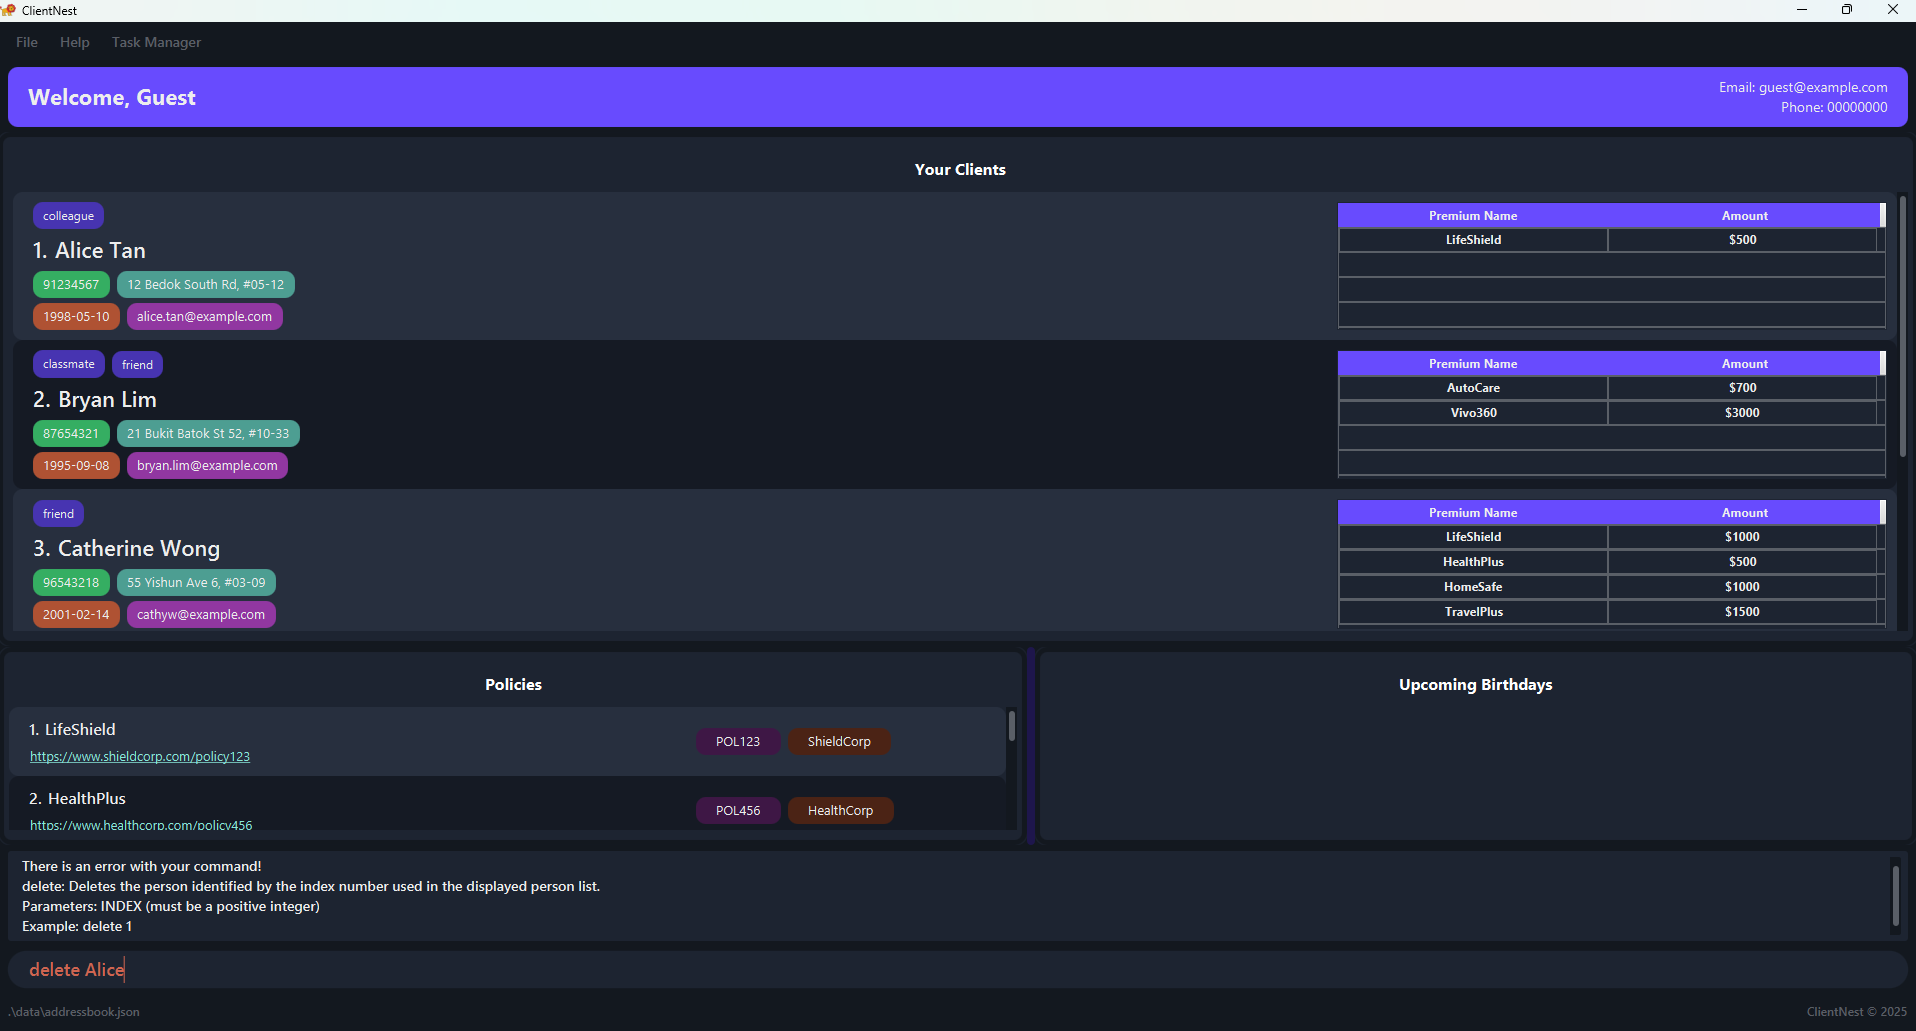 ClientNest
File Help Task Manager
Welcome, Guest
Email: guest@example.com
Phone: 00000000
Your Clients
colleague
1. Alice Tan
91234567 12 Bedok South Rd, #05-12
1998-05-10 alice.tan@example.com
Premium Name Amount
LifeShield $500
classmate friend
2. Bryan Lim
87654321 21 Bukit Batok St 52, #10-33
1995-09-08 bryan.lim@example.com
Premium Name Amount
AutoCare $700
Vivo360 $3000
friend
3. Catherine Wong
96543218 55 Yishun Ave 6, #03-09
2001-02-14 cathyw@example.com
Premium Name Amount
LifeShield $1000
HealthPlus $500
HomeSafe $1000
TravelPlus $1500
Policies
1. LifeShield
https://www.shieldcorp.com/policy123
POL123 ShieldCorp
2. HealthPlus
https://www.healthcorp.com/policy456
POL456 HealthCorp
Upcoming Birthdays
There is an error with your command!
delete: Deletes the person identified by the index number used in the displayed person list.
Parameters: INDEX (must be a positive integer)
Example: delete 1
delete Alice
.\data\addressbook.json
ClientNest © 2025